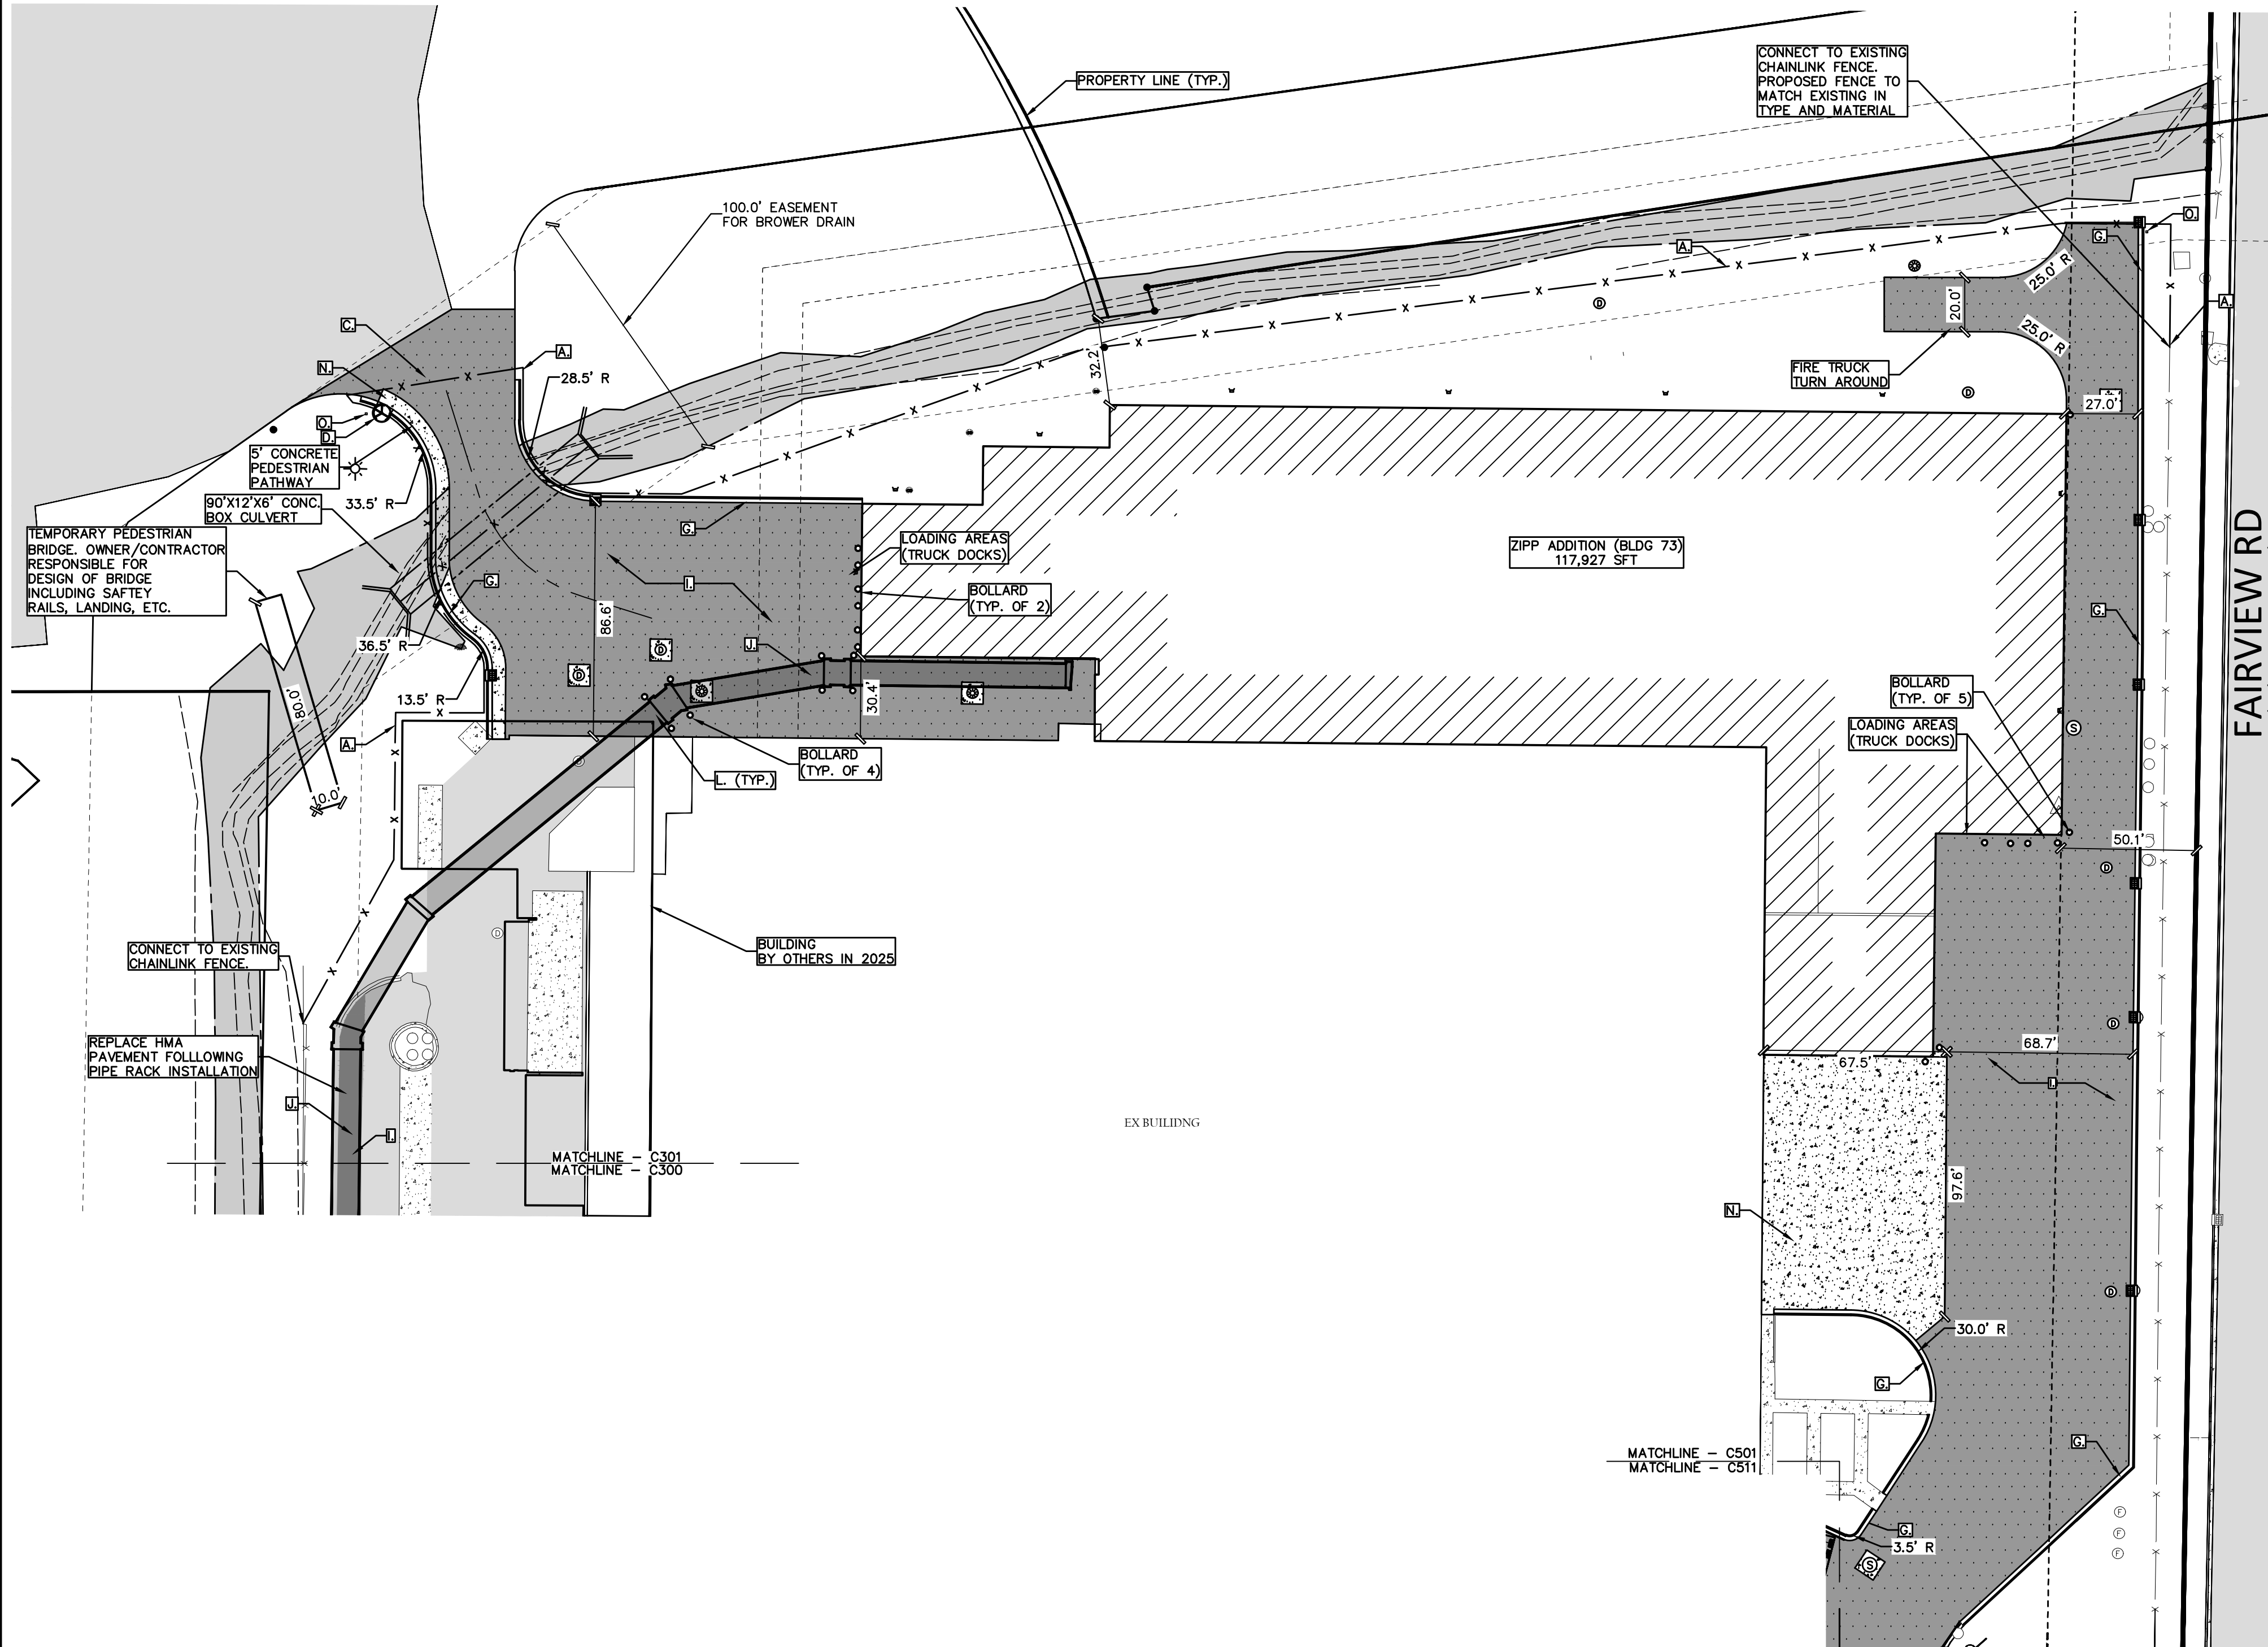 PROPERTY LINE (TYP.)
CONNECT TO EXISTING
CHAINLINK FENCE.
PROPOSED FENCE TO
MATCH EXISTING IN
TYPE AND MATERIAL
100.0' EASEMENT
FOR BROWER DRAIN
A.
O.
G.
25.0' R
20.0'
25.0' R
A.
FIRE TRUCK
TURN AROUND
27.0'
C.
N.
A.
28.5' R
32.2
O.
D.
5' CONCRETE
PEDESTRIAN
PATHWAY
33.5' R
90'X12'X6' CONC.
BOX CULVERT
TEMPORARY PEDESTRIAN
BRIDGE. OWNER/CONTRACTOR
RESPONSIBLE FOR
DESIGN OF BRIDGE
INCLUDING SAFTEY
RAILS, LANDING, ETC.
G.
LOADING AREAS
(TRUCK DOCKS)
ZIPP ADDITION (BLDG 73)
117,927 SFT
FAIRVIEW RD
G.
I.
BOLLARD
(TYP. OF 2)
86.6'
G.
36.5' R
J.
D
D
13.5' R
30.4'
80.0'
10.0'
A.
BOLLARD
(TYP. OF 4)
L. (TYP.)
BOLLARD
(TYP. OF 5)
LOADING AREAS
(TRUCK DOCKS)
S
50.1'
D
D
D
D
D
BUILDING
BY OTHERS IN 2025
CONNECT TO EXISTING
CHAINLINK FENCE.
REPLACE HMA
PAVEMENT FOLLLOWING
PIPE RACK INSTALLATION
J.
I.
MATCHLINE – C301
MATCHLINE – C300
EX BUILIDNG
67.5'
68.7'
I.
97.6'
N.
D
30.0' R
G.
G.
MATCHLINE – C501
MATCHLINE – C511
G.
3.5' R
S
F
F
F